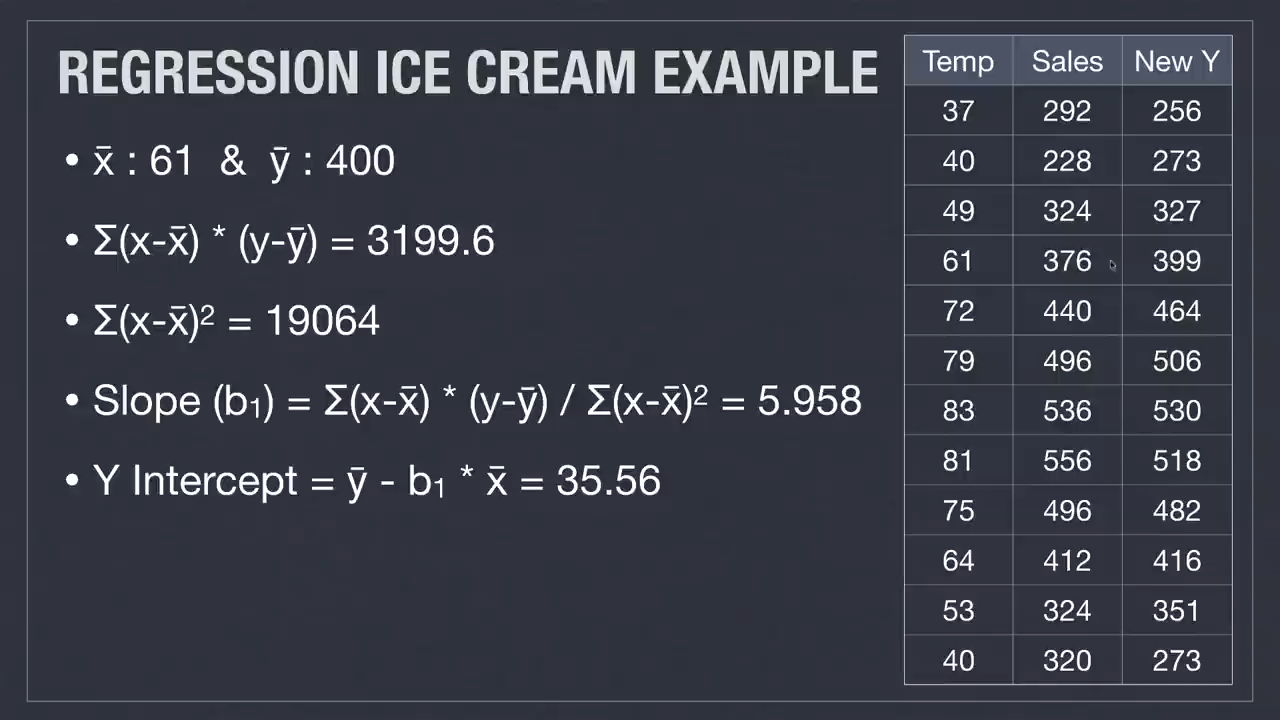 REGRESSION ICE CREAM EXAMPLE
• x̄ : 61 & ȳ : 400
• Σ(x-x̄) * (y-ȳ) = 3199.6
• Σ(x-x̄)² = 19064
• Slope (b₁) = Σ(x-x̄) * (y-ȳ) / Σ(x-x̄)² = 5.958
• Y Intercept = ȳ - b₁ * x̄ = 35.56
Temp Sales New Y
37 292 256
40 228 273
49 324 327
61 376 399
72 440 464
79 496 506
83 536 530
81 556 518
75 496 482
64 412 416
53 324 351
40 320 273